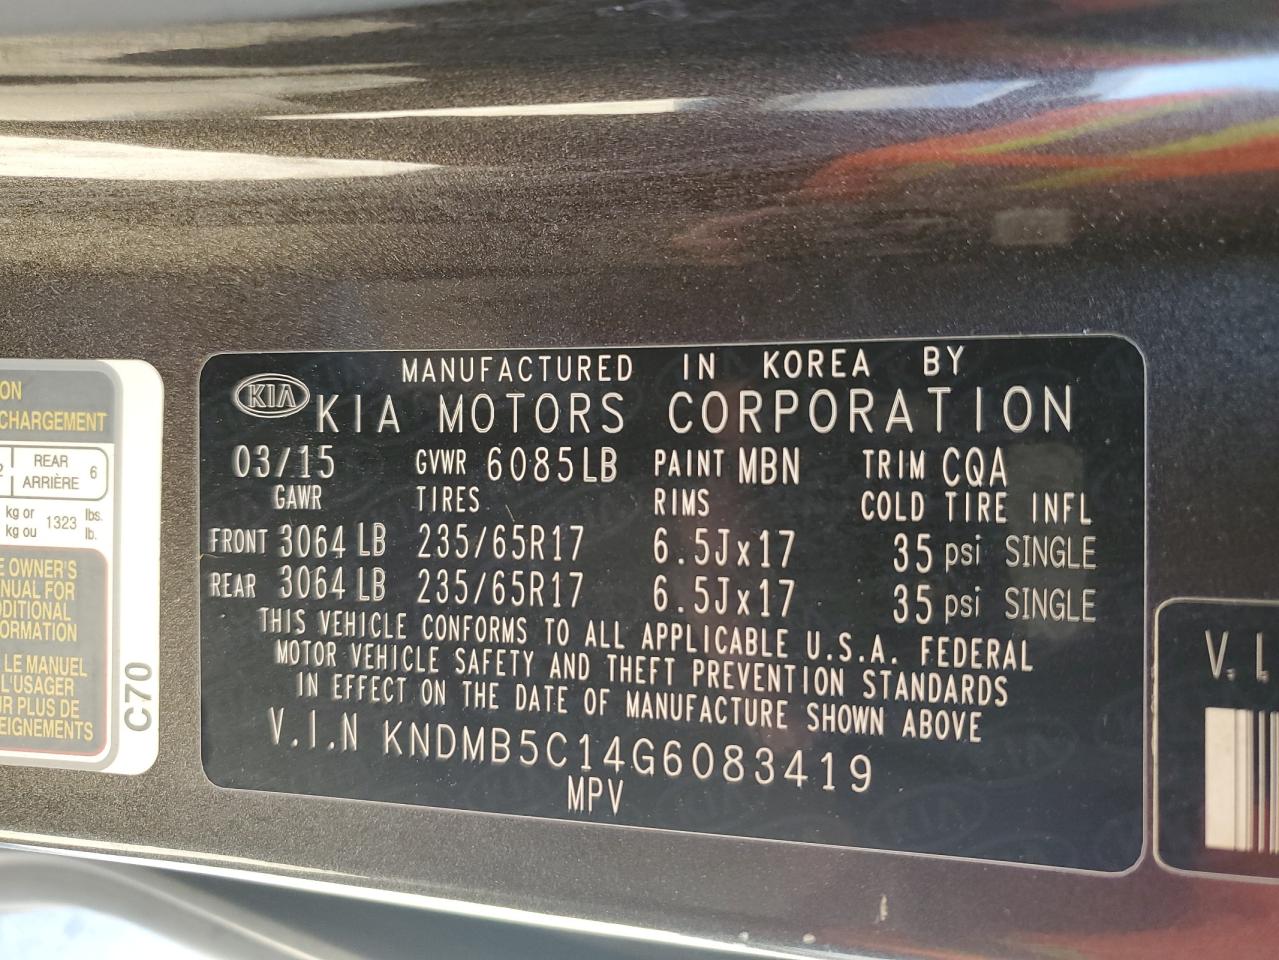 MANUFACTURED IN KOREA BY
KIA KIA MOTORS CORPORATION
03/15 GVWR 6085LB PAINT MBN TRIM CQA
GAWR TIRES RIMS COLD TIRE INFL
FRONT 3064 LB 235/65R17 6.5Jx17 35 psi SINGLE
REAR 3064 LB 235/65R17 6.5Jx17 35 psi SINGLE
THIS VEHICLE CONFORMS TO ALL APPLICABLE U.S.A. FEDERAL
MOTOR VEHICLE SAFETY AND THEFT PREVENTION STANDARDS
IN EFFECT ON THE DATE OF MANUFACTURE SHOWN ABOVE
V.I.N KNDMB5C14G6083419
MPV
CHARGEMENT
REAR 6
ARRIÈRE
kg or 1323 lbs.
kg ou lb.
OWNER'S
FOR
LE MANUEL
L'USAGER
PLUS DE
C70
V.I.